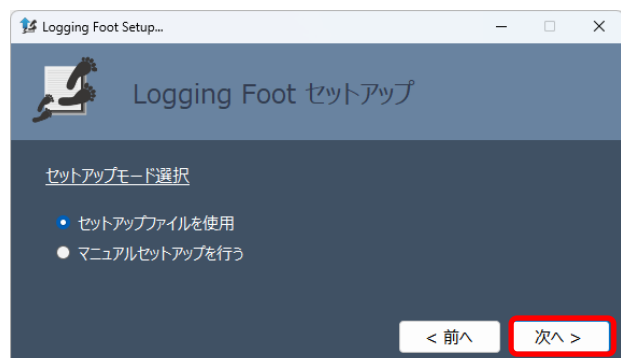 Logging Foot Setup...
Logging Foot セットアップ
セットアップモード選択
セットアップファイルを使用
マニュアルセットアップを行う
< 前へ 次へ >